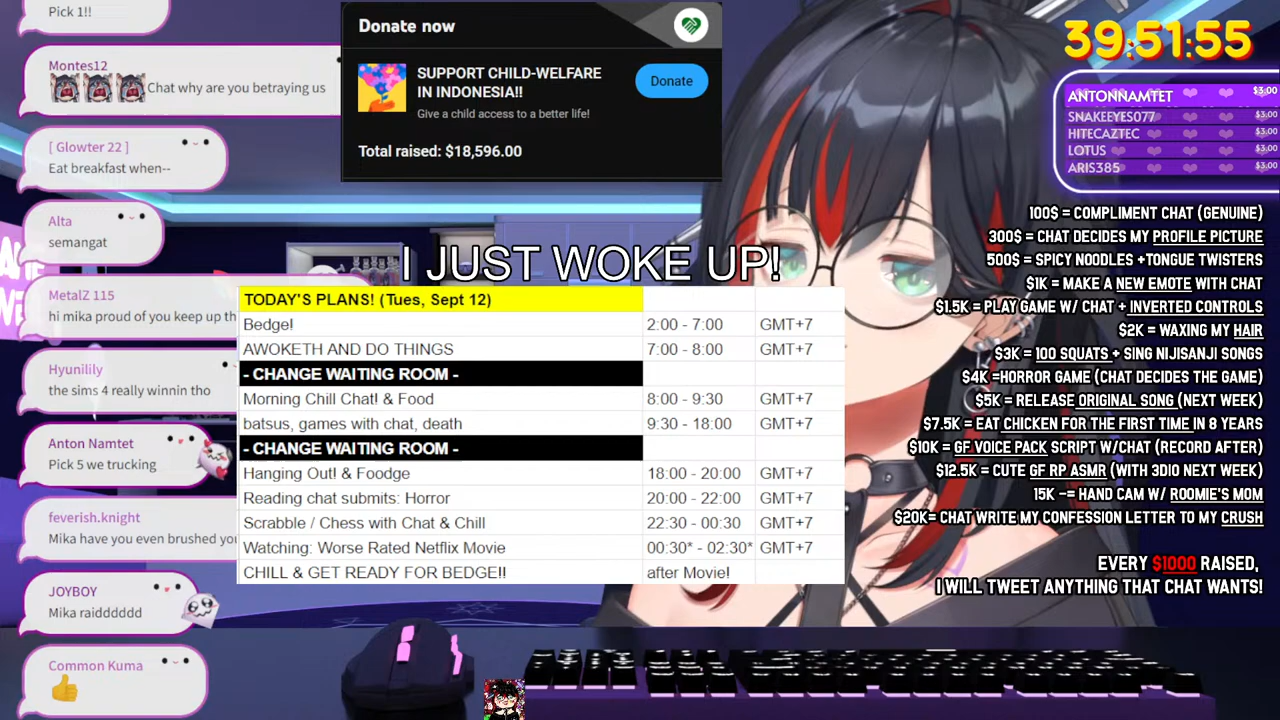 Pick 1!!
Montes12
Chat why are you betraying us
[ Glowter 22 ]
Eat breakfast when--
Alta
semangat
MetalZ 115
hi mika proud of you keep up th
Hyunilily
the sims 4 really winnin tho
Anton Namtet
Pick 5 we trucking
feverish.knight
Mika have you even brushed you
JOYBOY
Mika raidddddd
Common Kuma
Donate now
SUPPORT CHILD-WELFARE
IN INDONESIA!!
Give a child access to a better life!
Donate
Total raised: $18,596.00
I JUST WOKE UP!
TODAY'S PLANS! (Tues, Sept 12)
Bedge! 2:00 - 7:00 GMT+7
AWOKETH AND DO THINGS 7:00 - 8:00 GMT+7
- CHANGE WAITING ROOM -
Morning Chill Chat! & Food 8:00 - 9:30 GMT+7
batsus, games with chat, death 9:30 - 18:00 GMT+7
- CHANGE WAITING ROOM -
Hanging Out! & Foodge 18:00 - 20:00 GMT+7
Reading chat submits: Horror 20:00 - 22:00 GMT+7
Scrabble / Chess with Chat & Chill 22:30 - 00:30 GMT+7
Watching: Worse Rated Netflix Movie 00:30* - 02:30* GMT+7
CHILL & GET READY FOR BEDGE!! after Movie!
39:51:55
ANTONNAMTET $3.00
SNAKEEYES077 $3.00
HITECAZTEC $3.00
LOTUS $3.00
ARIS385 $3.00
100$ = COMPLIMENT CHAT (GENUINE)
300$ = CHAT DECIDES MY PROFILE PICTURE
500$ = SPICY NOODLES +TONGUE TWISTERS
$1K = MAKE A NEW EMOTE WITH CHAT
$1.5K = PLAY GAME W/ CHAT + INVERTED CONTROLS
$2K = WAXING MY HAIR
$3K = 100 SQUATS + SING NIJISANJI SONGS
$4K =HORROR GAME (CHAT DECIDES THE GAME)
$5K = RELEASE ORIGINAL SONG (NEXT WEEK)
$7.5K = EAT CHICKEN FOR THE FIRST TIME IN 8 YEARS
$10K = GF VOICE PACK SCRIPT W/CHAT (RECORD AFTER)
$12.5K = CUTE GF RP ASMR (WITH 3DIO NEXT WEEK)
15K -= HAND CAM W/ ROOMIE'S MOM
$20K= CHAT WRITE MY CONFESSION LETTER TO MY CRUSH
EVERY $1000 RAISED,
I WILL TWEET ANYTHING THAT CHAT WANTS!